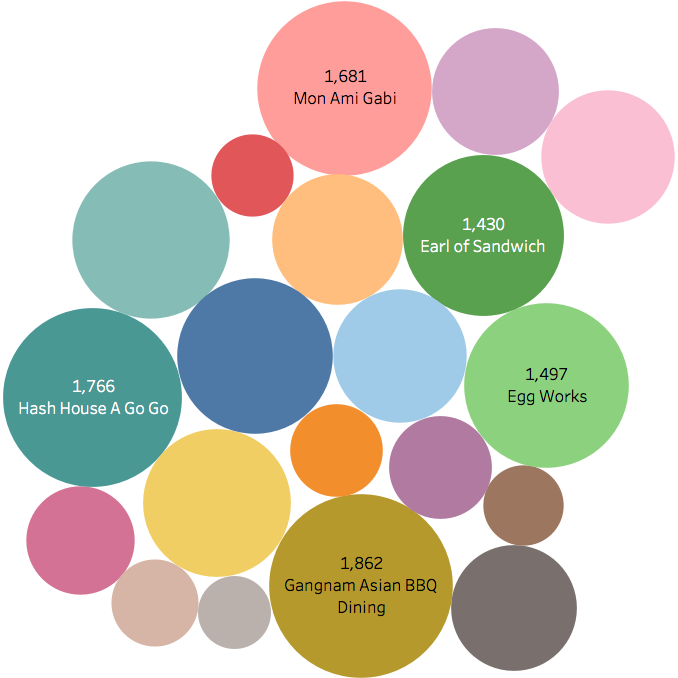 1,681
Mon Ami Gabi
1,430
Earl of Sandwich
1,766
Hash House A Go Go
1,497
Egg Works
1,862
Gangnam Asian BBQ
Dining